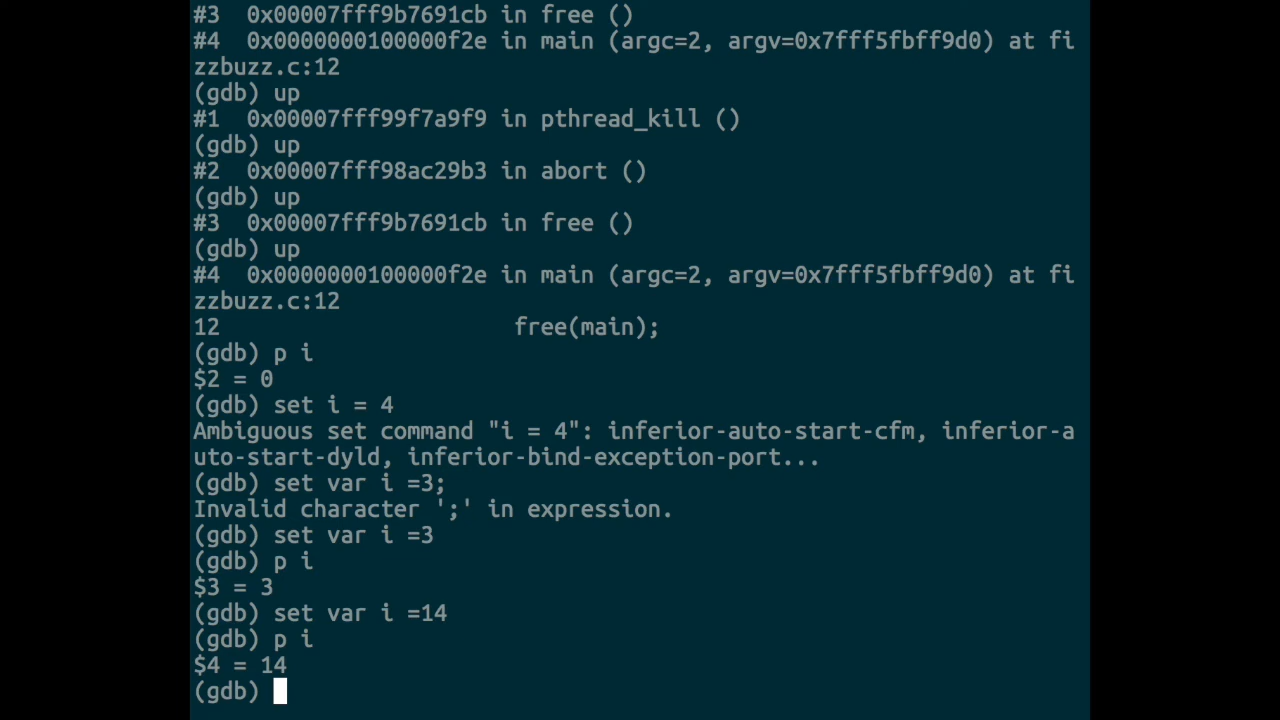 #3  0x00007fff9b7691cb in free ()
#4  0x0000000100000f2e in main (argc=2, argv=0x7fff5fbff9d0) at fi
zzbuzz.c:12
(gdb) up
#1  0x00007fff99f7a9f9 in pthread_kill ()
(gdb) up
#2  0x00007fff98ac29b3 in abort ()
(gdb) up
#3  0x00007fff9b7691cb in free ()
(gdb) up
#4  0x0000000100000f2e in main (argc=2, argv=0x7fff5fbff9d0) at fi
zzbuzz.c:12
12                      free(main);
(gdb) p i
$2 = 0
(gdb) set i = 4
Ambiguous set command "i = 4": inferior-auto-start-cfm, inferior-a
uto-start-dyld, inferior-bind-exception-port...
(gdb) set var i =3;
Invalid character ';' in expression.
(gdb) set var i =3
(gdb) p i
$3 = 3
(gdb) set var i =14
(gdb) p i
$4 = 14
(gdb)